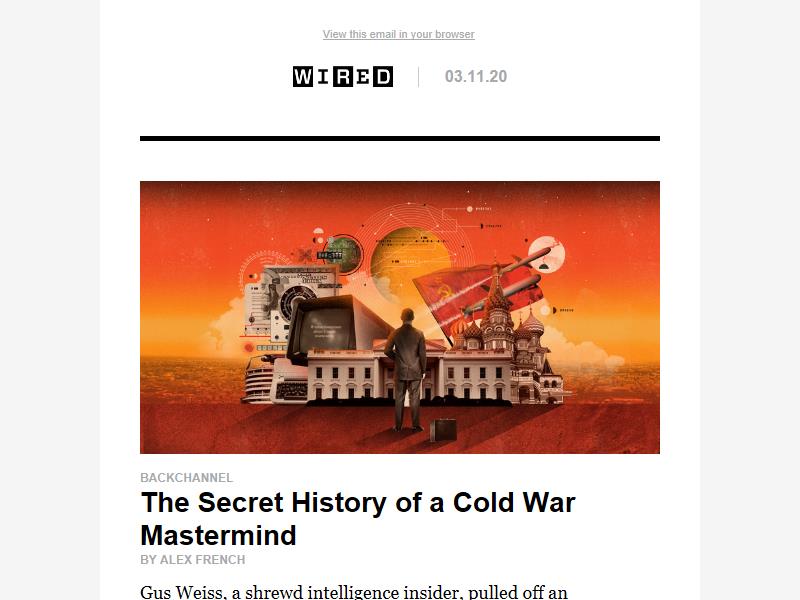 View this email in your browser
WIRED
03.11.20
BACKCHANNEL
The Secret History of a Cold War
Mastermind
BY ALEX FRENCH
Gus Weiss, a shrewd intelligence insider, pulled off an